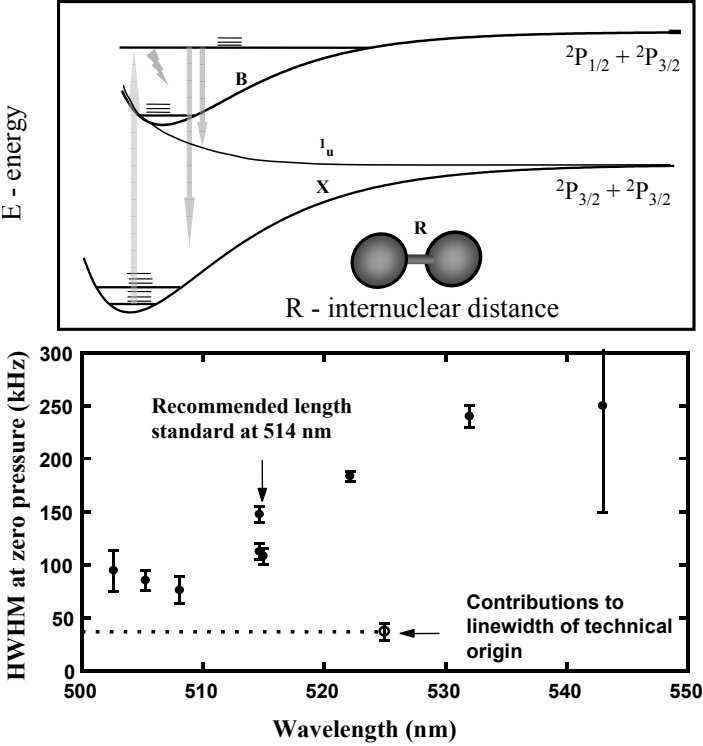 E - energy
B
²P₁/₂ + ²P₃/₂
¹ᵤ
X
²P₃/₂ + ²P₃/₂
R
R - internuclear distance
HWHM at zero pressure (kHz)
300
250
200
150
100
50
0
Recommended length
standard at 514 nm
Contributions to
linewidth of technical
origin
500
510
520
530
540
550
Wavelength (nm)